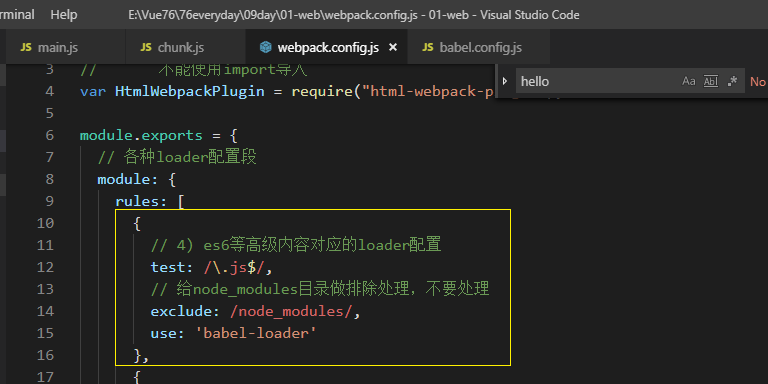 rminal Help E:\Vue76\76everyday\09day\01-web\webpack.config.js - 01-web - Visual Studio Code
JS main.js JS chunk.js webpack.config.js × JS babel.config.js
hello Aa Abl .* No
3 // 不能使用import导入
4 var HtmlWebpackPlugin = require("html-webpack-p
5
6 module.exports = {
7 // 各种loader配置段
8 module: {
9 rules: [
10 {
11 // 4) es6等高级内容对应的loader配置
12 test: /\.js$/,
13 // 给node_modules目录做排除处理，不要处理
14 exclude: /node_modules/,
15 use: 'babel-loader'
16 },
17 {